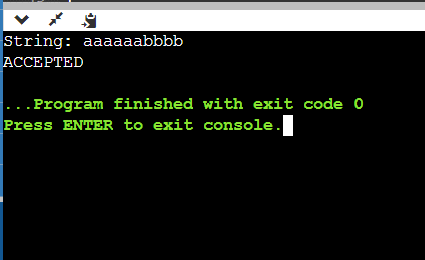 String: aaaaaabbbb
ACCEPTED
...Program finished with exit code 0
Press ENTER to exit console.